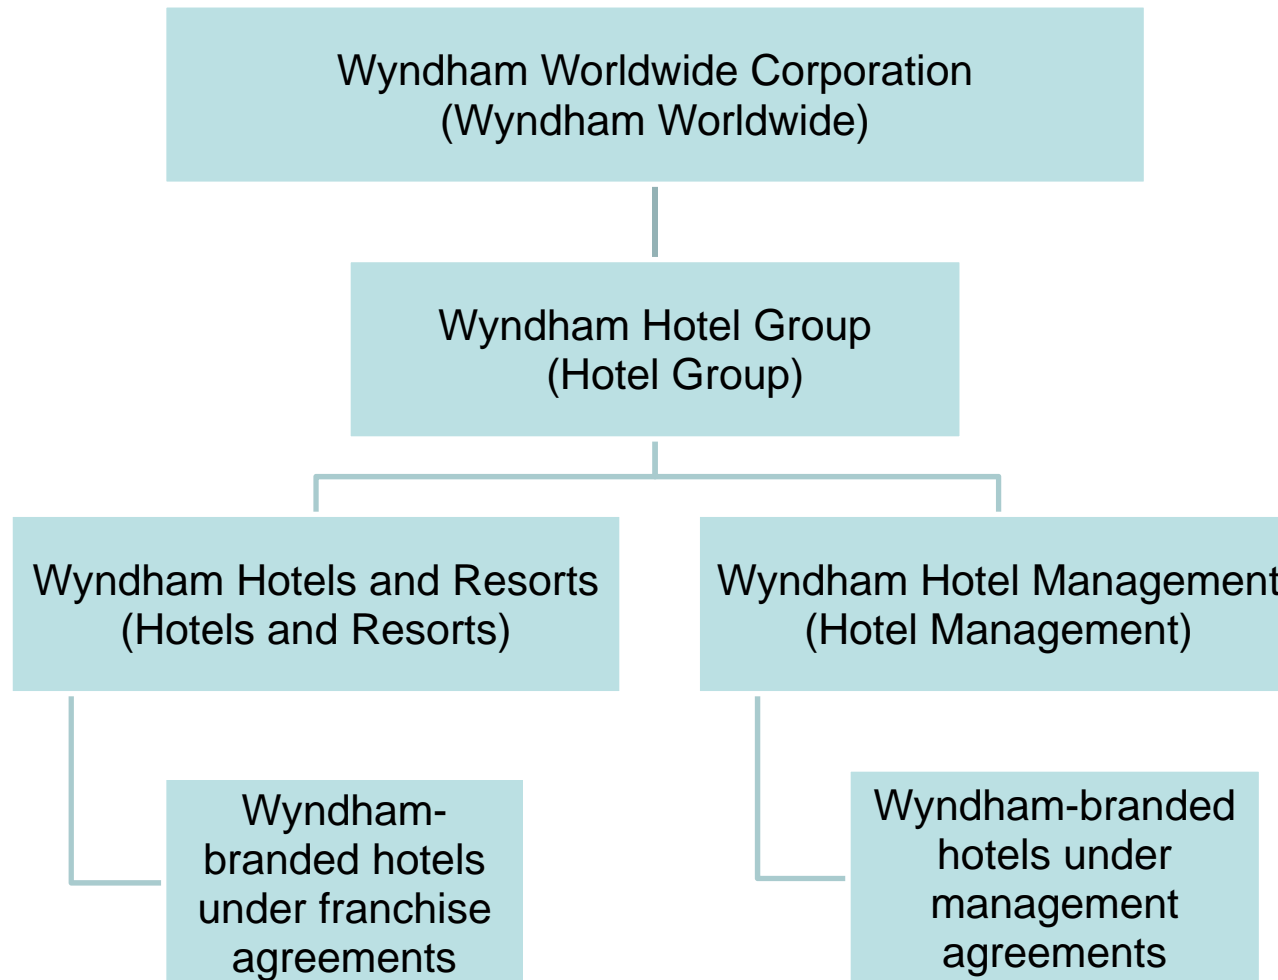 Wyndham Worldwide Corporation
(Wyndham Worldwide)
Wyndham Hotel Group
(Hotel Group)
Wyndham Hotels and Resorts
(Hotels and Resorts)
Wyndham Hotel Management
(Hotel Management)
Wyndham-
branded hotels
under franchise
agreements
Wyndham-branded
hotels under
management
agreements